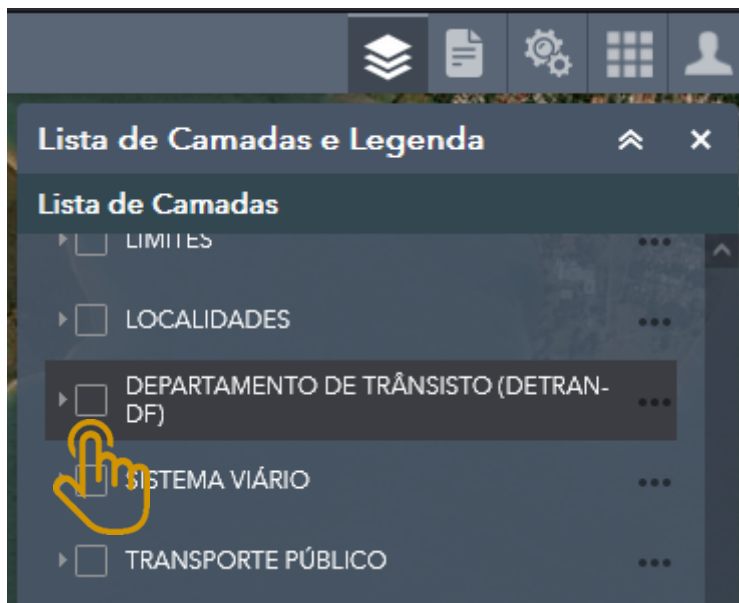 Lista de Camadas e Legenda
Lista de Camadas
LIMITES
LOCALIDADES
DEPARTAMENTO DE TRÂNSISTO (DETRAN-
DF)
SISTEMA VIÁRIO
TRANSPORTE PÚBLICO